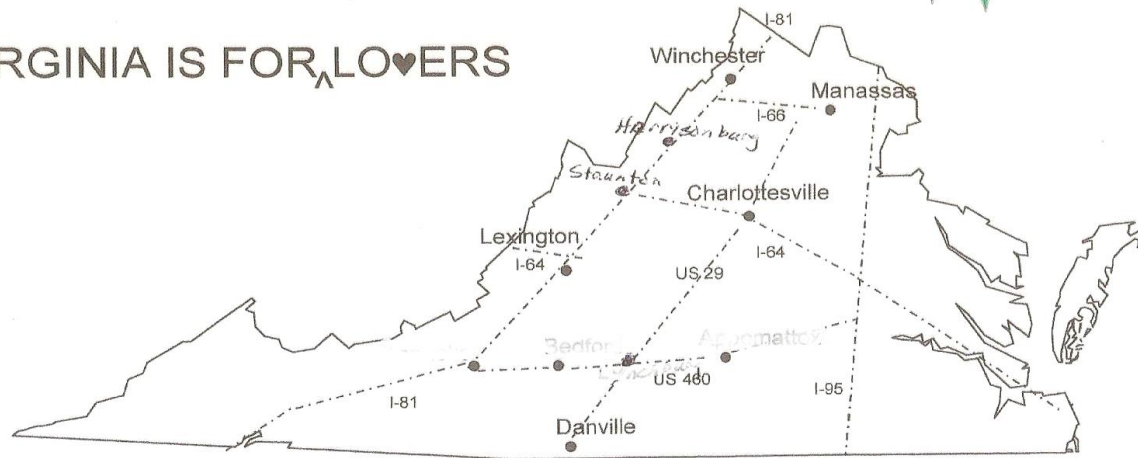 RGINIA IS FOR^LO♥ERS
I-81
Winchester
Manassas
I-66
Harrisonburg
Staunton
Charlottesville
Lexington
I-64
I-64
US 29
Bedford
Appomattox
US 460
I-81
I-95
Danville